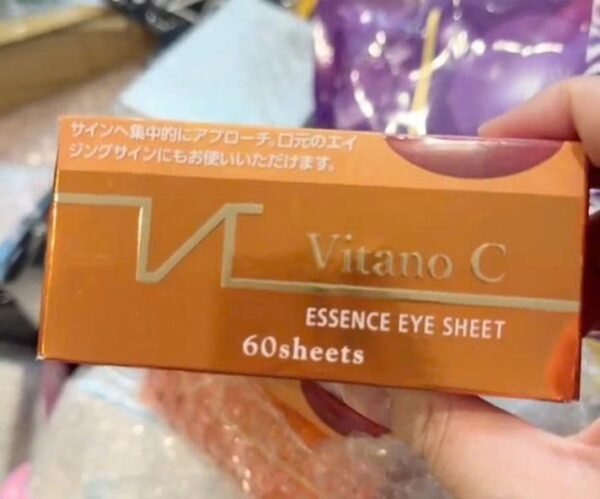 サインへ集中的にアプローチ。口元のエイ
ジングサインにもお使いいただけます。
Vitano C
ESSENCE EYE SHEET
60sheets